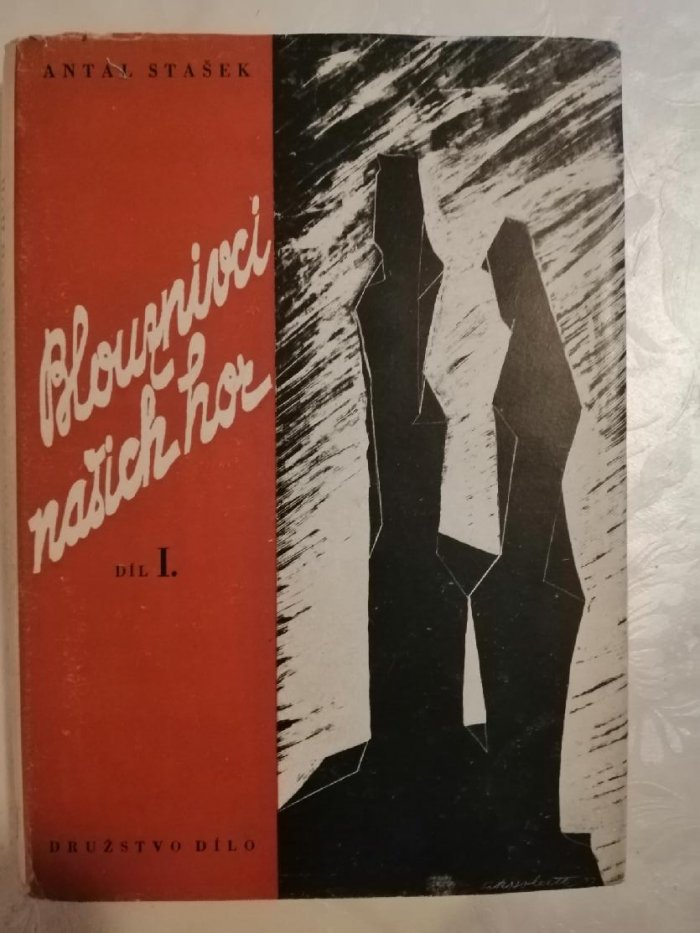 ANTAL STAŠEK
Blouznivci
našich hor
DÍL I.
DRUŽSTVO DÍLO